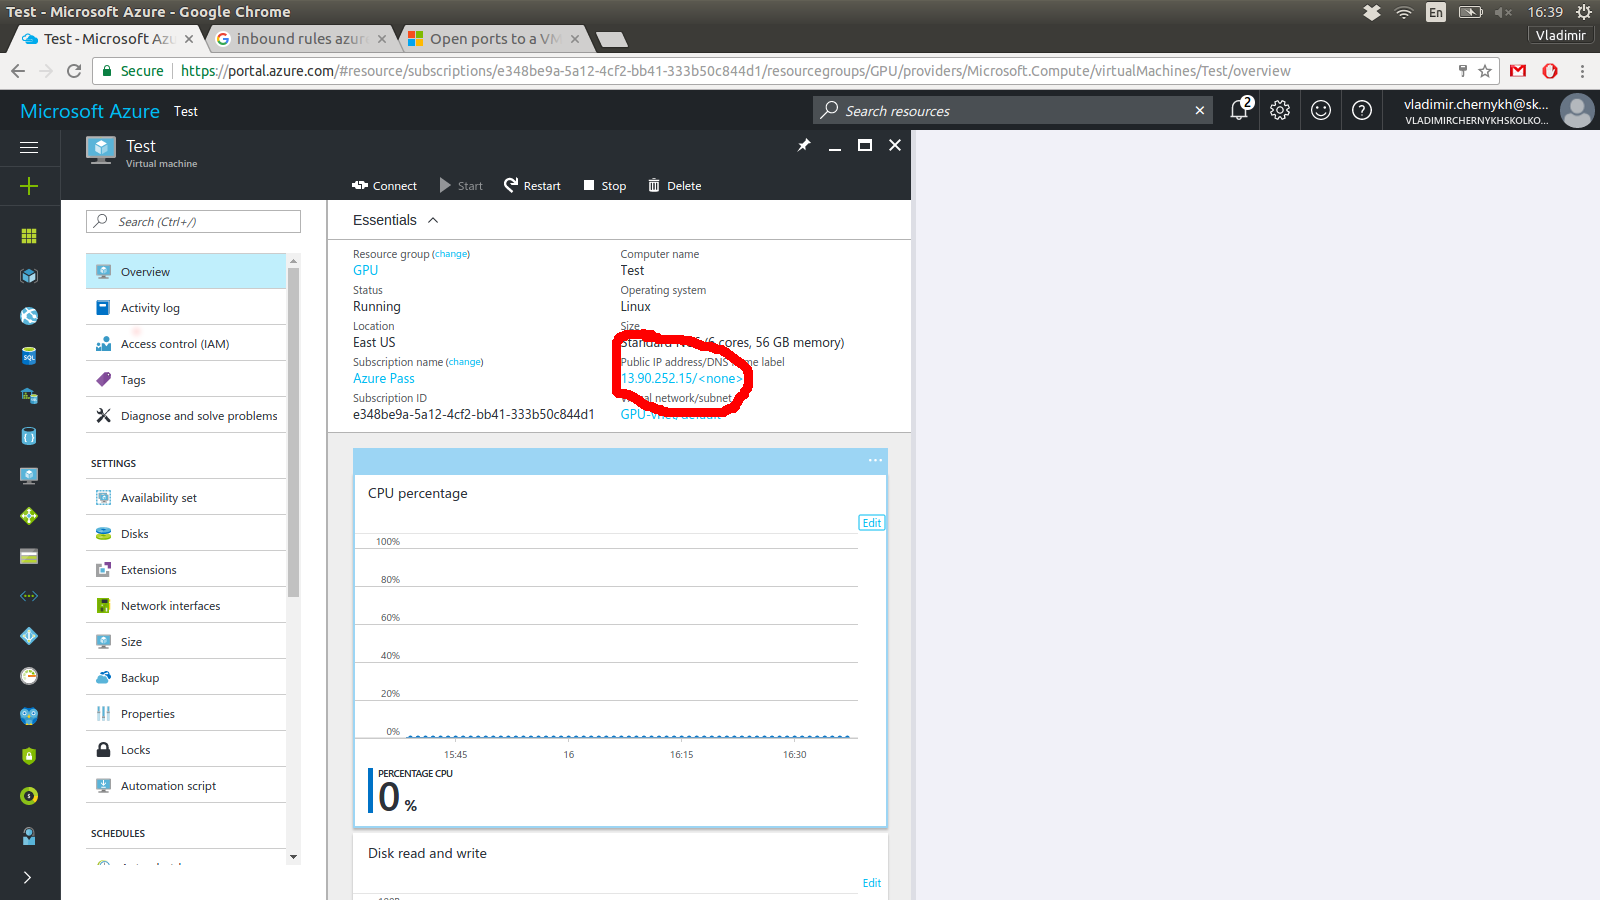 Test - Microsoft Azure - Google Chrome
En
16:39
Test - Microsoft Azu
inbound rules azur
Open ports to a VM
Vladimir
Secure
https://portal.azure.com/#resource/subscriptions/e348be9a-5a12-4cf2-bb41-333b50c844d1/resourcegroups/GPU/providers/Microsoft.Compute/virtualMachines/Test/overview
Microsoft Azure
Test
Search resources
2
vladimir.chernykh@sk...
VLADIMIRCHERNYKHSKOLKO...
Test
Virtual machine
Connect
Start
Restart
Stop
Delete
Search (Ctrl+/)
Overview
Activity log
Access control (IAM)
Tags
Diagnose and solve problems
SETTINGS
Availability set
Disks
Extensions
Network interfaces
Size
Backup
Properties
Locks
Automation script
SCHEDULES
SQL
Essentials
Resource group (change)
GPU
Status
Running
Location
East US
Subscription name (change)
Azure Pass
Subscription ID
e348be9a-5a12-4cf2-bb41-333b50c844d1
Computer name
Test
Operating system
Linux
Size
Standard (6 cores, 56 GB memory)
Public IP address/DNS name label
13.90.252.15/<none>
Virtual network/subnet
GPU-vnet/default
CPU percentage
Edit
100%
80%
60%
40%
20%
0%
15:45
16
16:15
16:30
PERCENTAGE CPU
0 %
Disk read and write
Edit